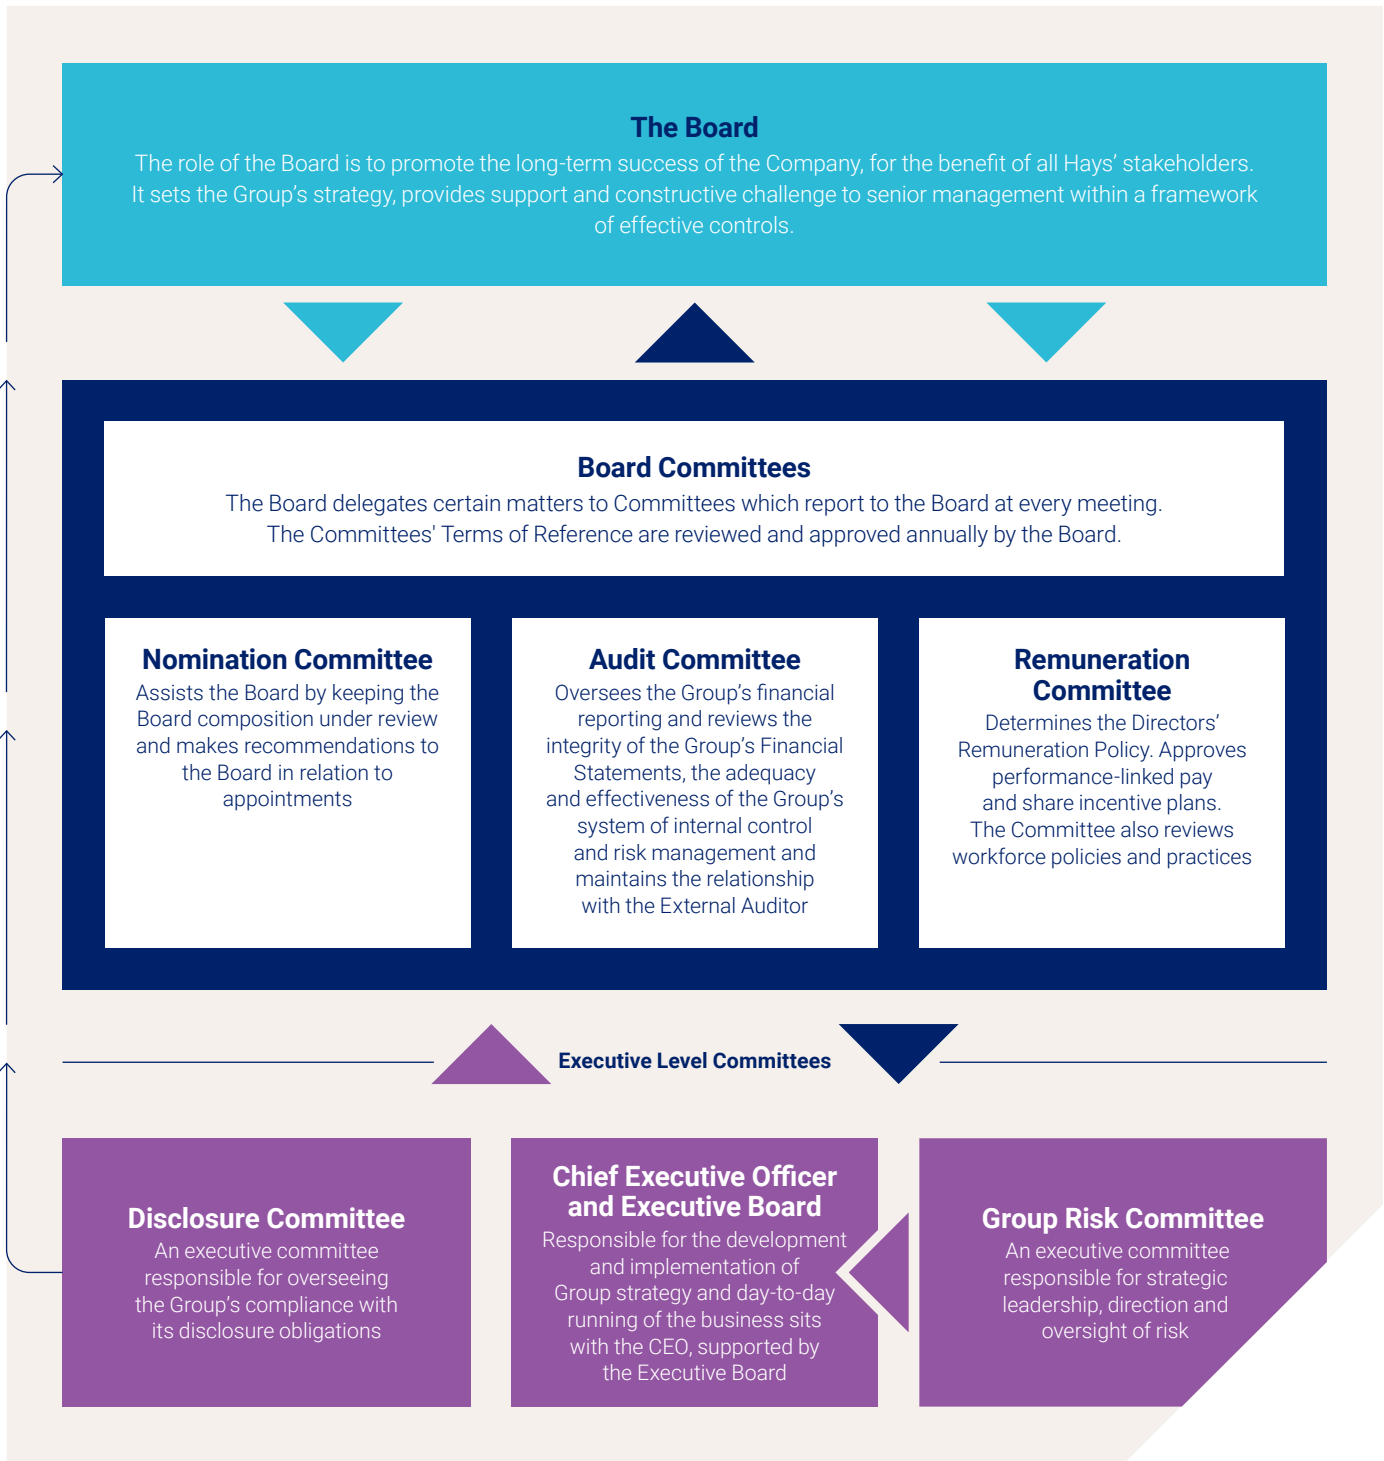 The Board
The role of the Board is to promote the long-term success of the Company, for the benefit of all Hays’ stakeholders.
It sets the Group’s strategy, provides support and constructive challenge to senior management within a framework
of effective controls.
Board Committees
The Board delegates certain matters to Committees which report to the Board at every meeting.
The Committees' Terms of Reference are reviewed and approved annually by the Board.
Nomination Committee
Assists the Board by keeping the
Board composition under review
and makes recommendations to
the Board in relation to
appointments
Audit Committee
Oversees the Group’s financial
reporting and reviews the
integrity of the Group’s Financial
Statements, the adequacy
and effectiveness of the Group’s
system of internal control
and risk management and
maintains the relationship
with the External Auditor
Remuneration
Committee
Determines the Directors’
Remuneration Policy. Approves
performance-linked pay
and share incentive plans.
The Committee also reviews
workforce policies and practices
Executive Level Committees
Disclosure Committee
An executive committee
responsible for overseeing
the Group’s compliance with
its disclosure obligations
Chief Executive Officer
and Executive Board
Responsible for the development
and implementation of
Group strategy and day-to-day
running of the business sits
with the CEO, supported by
the Executive Board
Group Risk Committee
An executive committee
responsible for strategic
leadership, direction and
oversight of risk